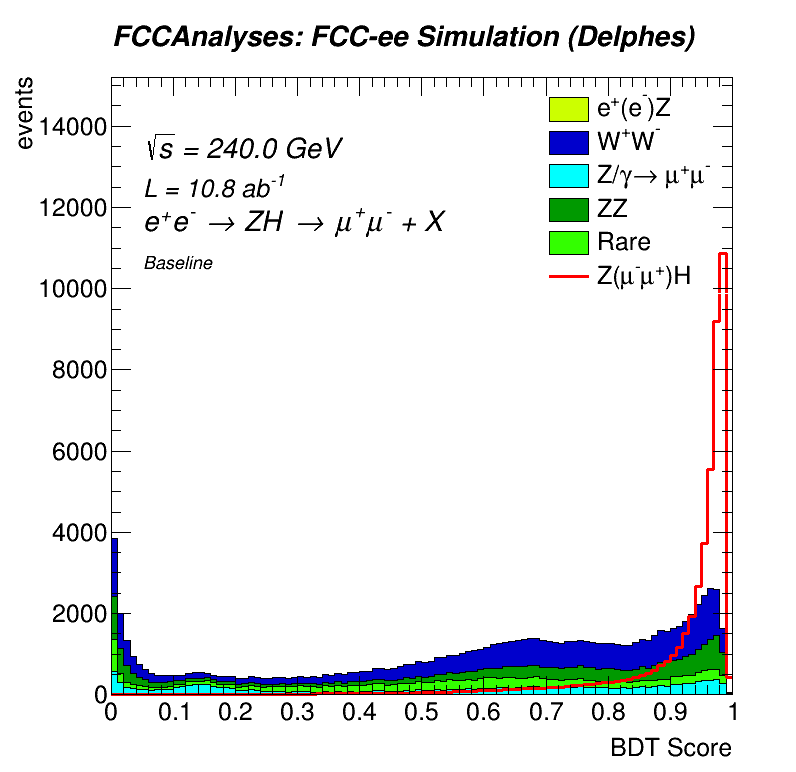 FCCAnalyses: FCC-ee Simulation (Delphes)
events
14000
12000
10000
8000
6000
4000
2000
0
√s = 240.0 GeV
L = 10.8 ab⁻¹
e⁺e⁻ → ZH → μ⁺μ⁻ + X
Baseline
e⁺(e⁻)Z
W⁺W⁻
Z/γ→ μ⁺μ⁻
ZZ
Rare
Z(μ⁻μ⁺)H
0 0.1 0.2 0.3 0.4 0.5 0.6 0.7 0.8 0.9 1
BDT Score